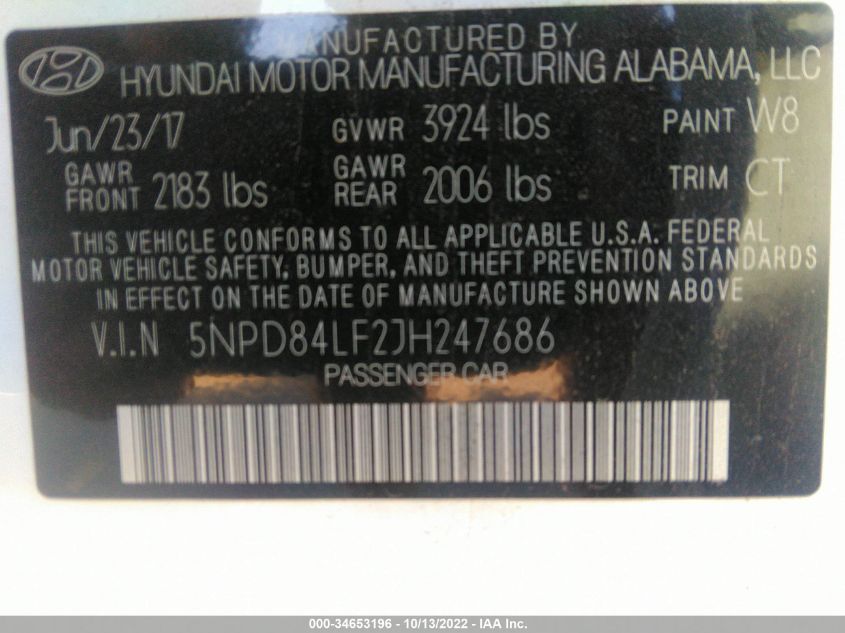 MANUFACTURED BY
HYUNDAI MOTOR MANUFACTURING ALABAMA, LLC
Jun/23/17 GVWR 3924 lbs PAINT W8
GAWR FRONT 2183 lbs GAWR REAR 2006 lbs TRIM CT
THIS VEHICLE CONFORMS TO ALL APPLICABLE U.S.A. FEDERAL
MOTOR VEHICLE SAFETY, BUMPER, AND THEFT PREVENTION STANDARDS
IN EFFECT ON THE DATE OF MANUFACTURE SHOWN ABOVE
V.I.N 5NPD84LF2JH247686
PASSENGER CAR
000-34653196 - 10/13/2022 - IAA Inc.